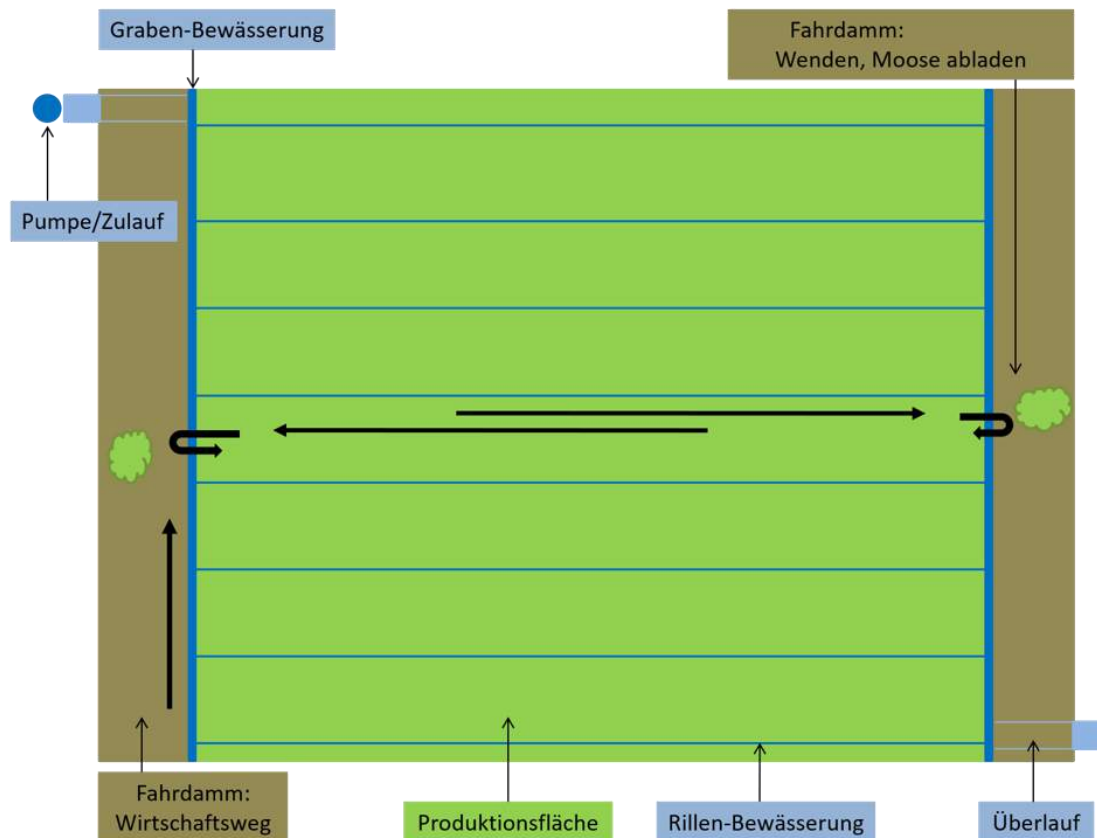 Graben-Bewässerung
Fahrdamm:
Wenden, Moose abladen
Pumpe/Zulauf
Fahrdamm:
Wirtschaftsweg
Produktionsfläche
Rillen-Bewässerung
Überlauf